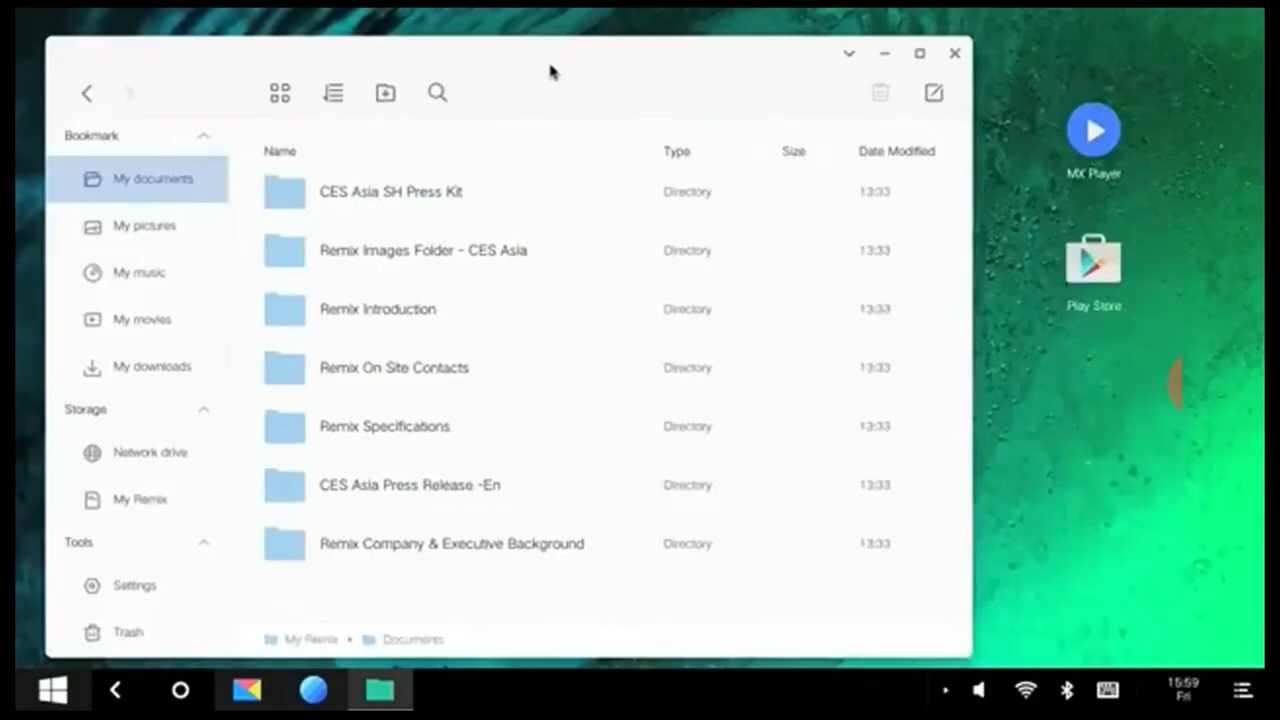 Bookmark
My documents
My pictures
My music
My movies
My downloads
Storage
Network drive
My Remix
Tools
Settings
Trash
Name Type Size Date Modified
CES Asia SH Press Kit Directory 13:33
Remix Images Folder - CES Asia Directory 13:33
Remix Introduction Directory 13:33
Remix On Site Contacts Directory 13:33
Remix Specifications Directory 13:33
CES Asia Press Release -En Directory 13:33
Remix Company & Executive Background Directory 13:33
My Remix • Documents
MX Player
Play Store
15:59
Fri